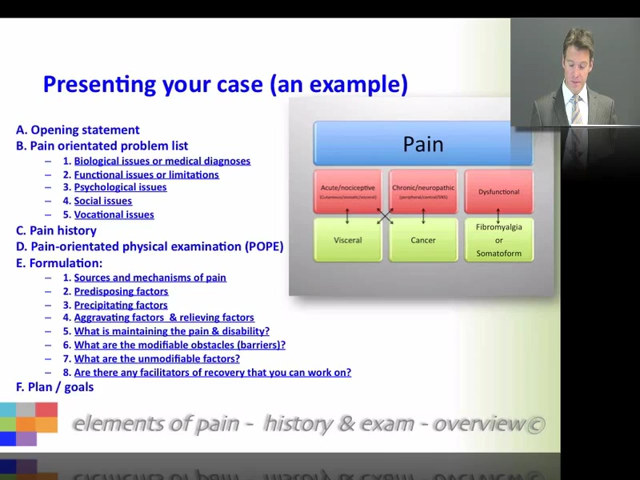 Presenting your case (an example)
A. Opening statement
B. Pain orientated problem list
– 1. Biological issues or medical diagnoses
– 2. Functional issues or limitations
– 3. Psychological issues
– 4. Social issues
– 5. Vocational issues
C. Pain history
D. Pain-orientated physical examination (POPE)
E. Formulation:
– 1. Sources and mechanisms of pain
– 2. Predisposing factors
– 3. Precipitating factors
– 4. Aggravating factors & relieving factors
– 5. What is maintaining the pain & disability?
– 6. What are the modifiable obstacles (barriers)?
– 7. What are the unmodifiable factors?
– 8. Are there any facilitators of recovery that you can work on?
F. Plan / goals
Pain
Acute/nociceptive
Chronic/neuropathic
Dysfunctional
Visceral
Cancer
Fibromyalgia
or
Somatoform
elements of pain - history & exam - overview©